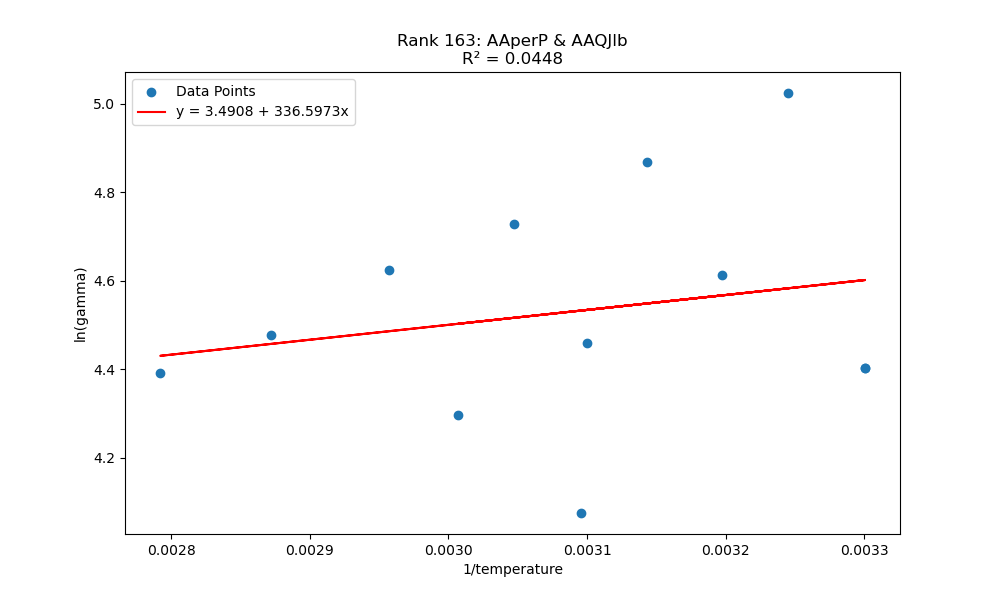 Rank 163: AAperP & AAQJlb
R² = 0.0448
Data Points
y = 3.4908 + 336.5973x
5.0
4.8
4.6
4.4
4.2
ln(gamma)
0.0028
0.0029
0.0030
0.0031
0.0032
0.0033
1/temperature